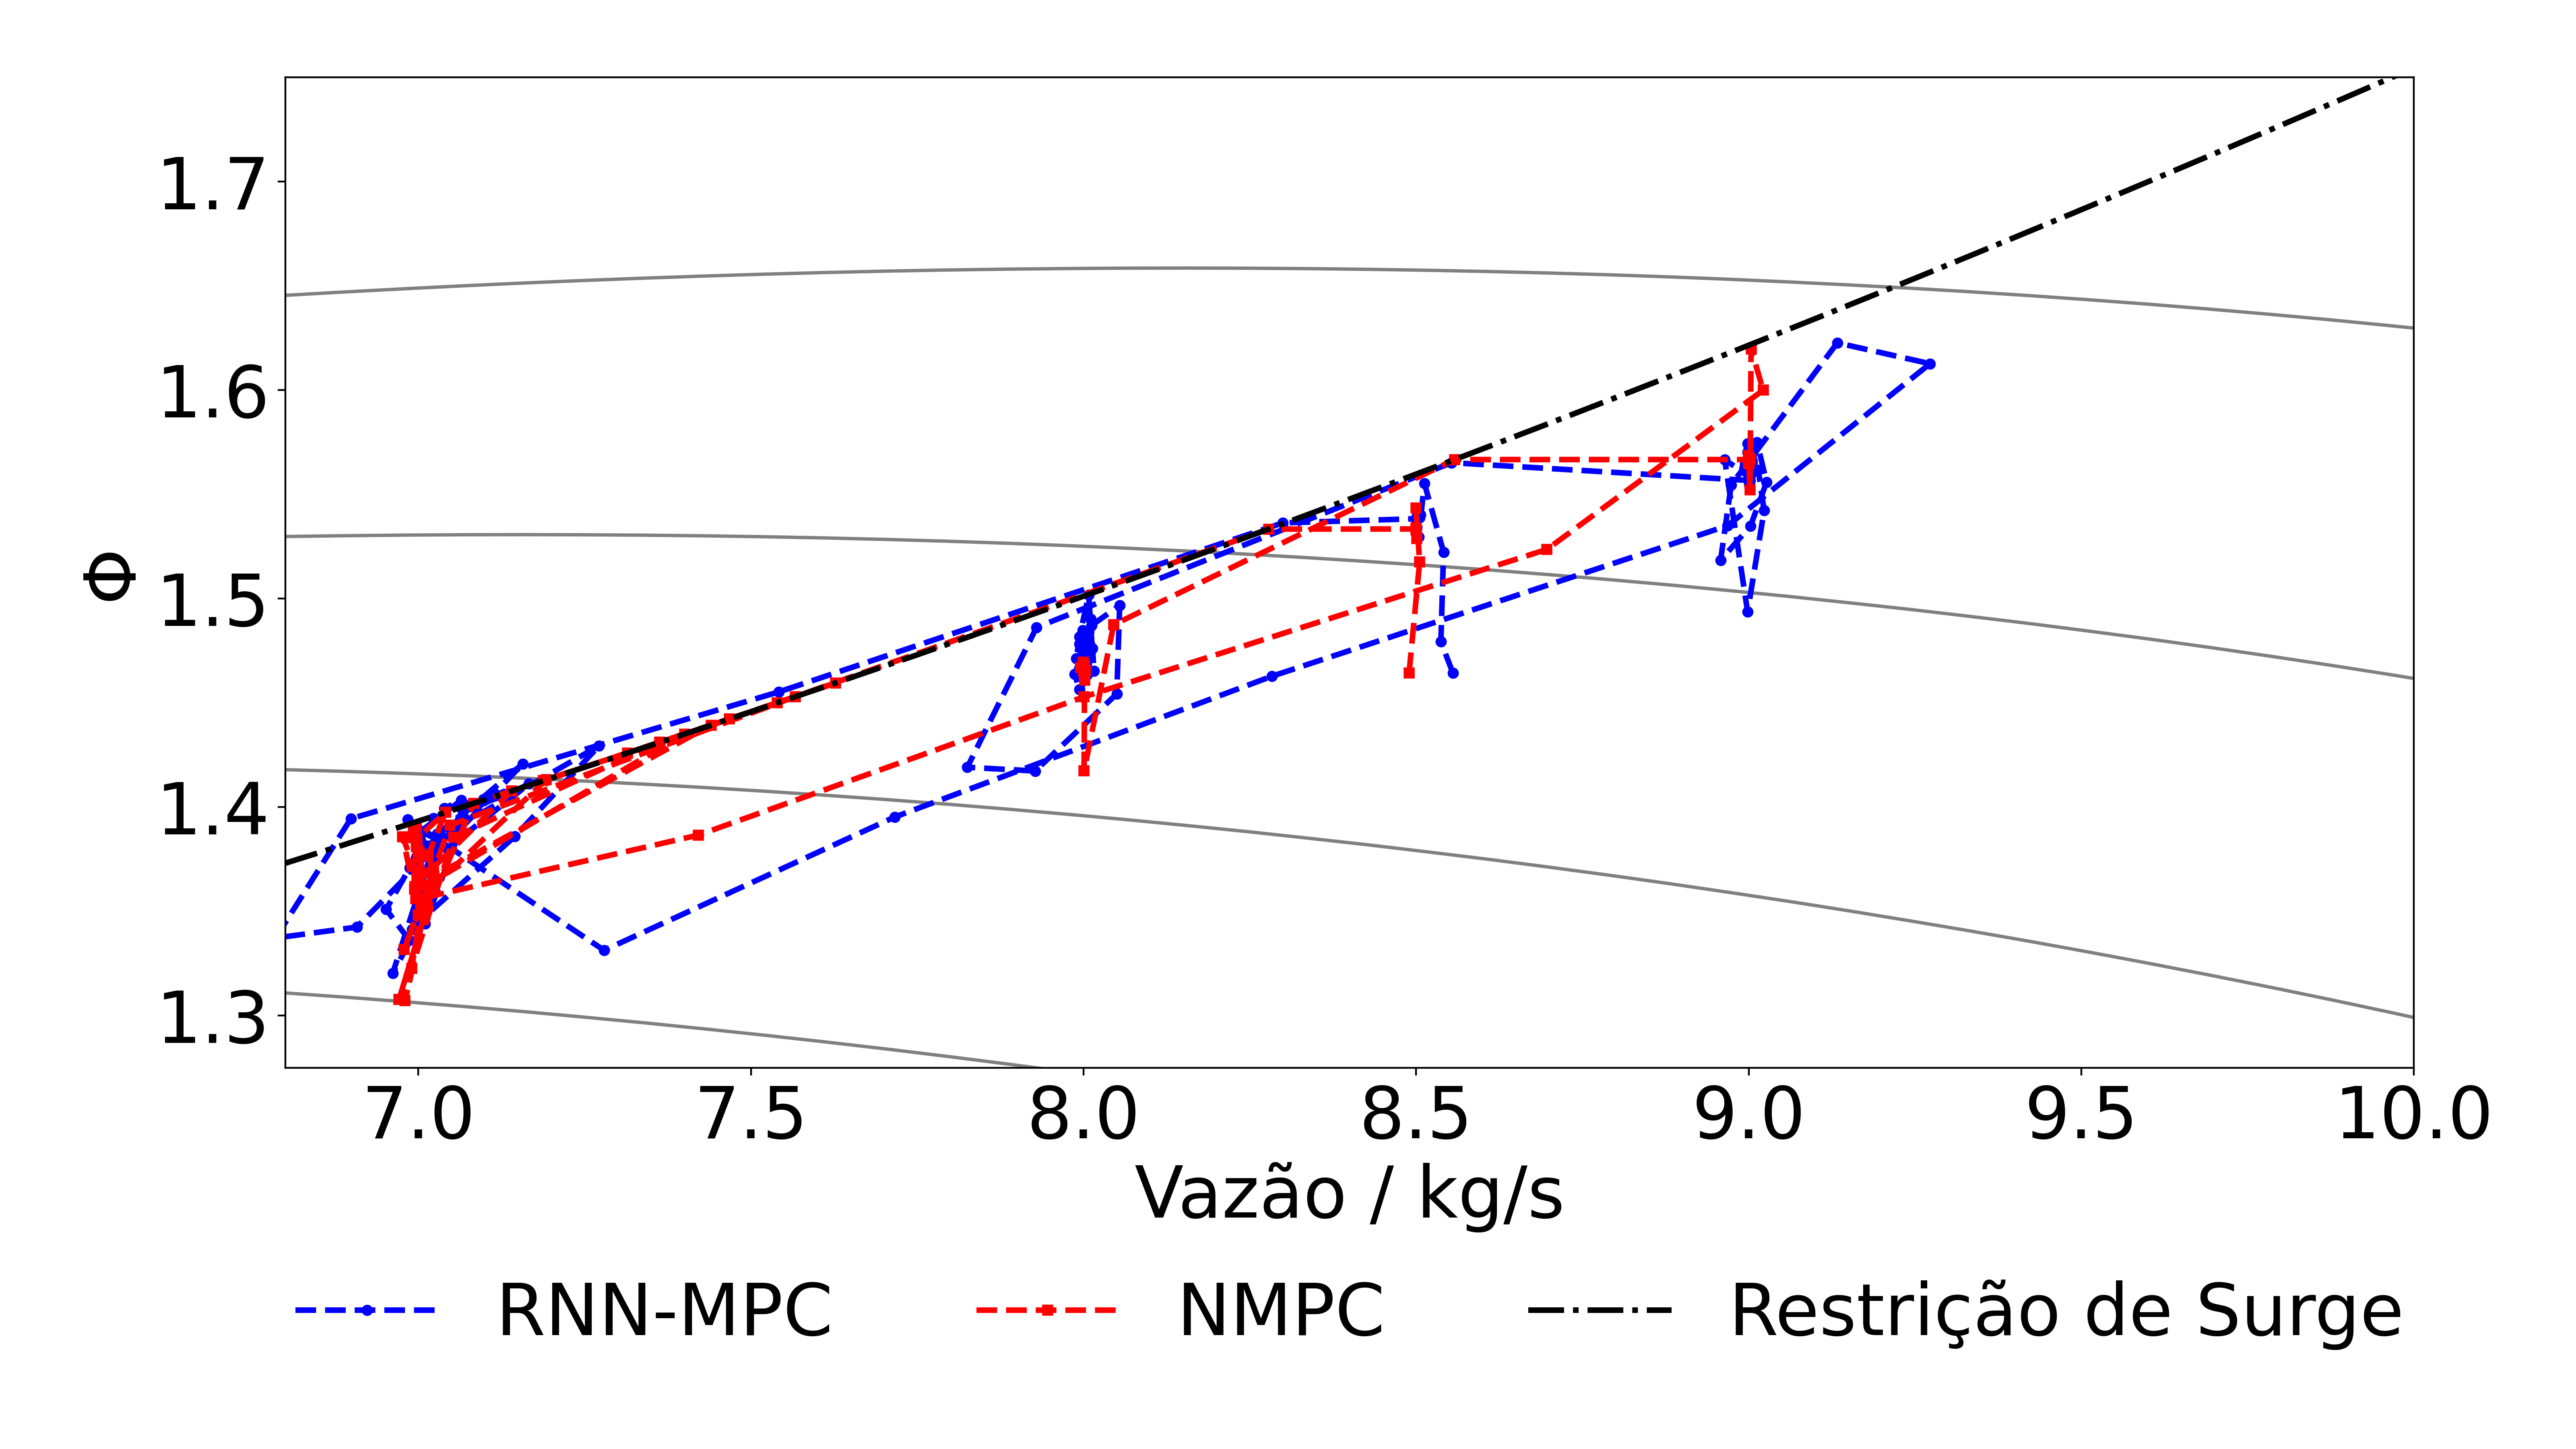 1.7
1.6
1.5
1.4
1.3
Φ
7.0 7.5 8.0 8.5 9.0 9.5 10.0
Vazão / kg/s
RNN-MPC NMPC Restrição de Surge